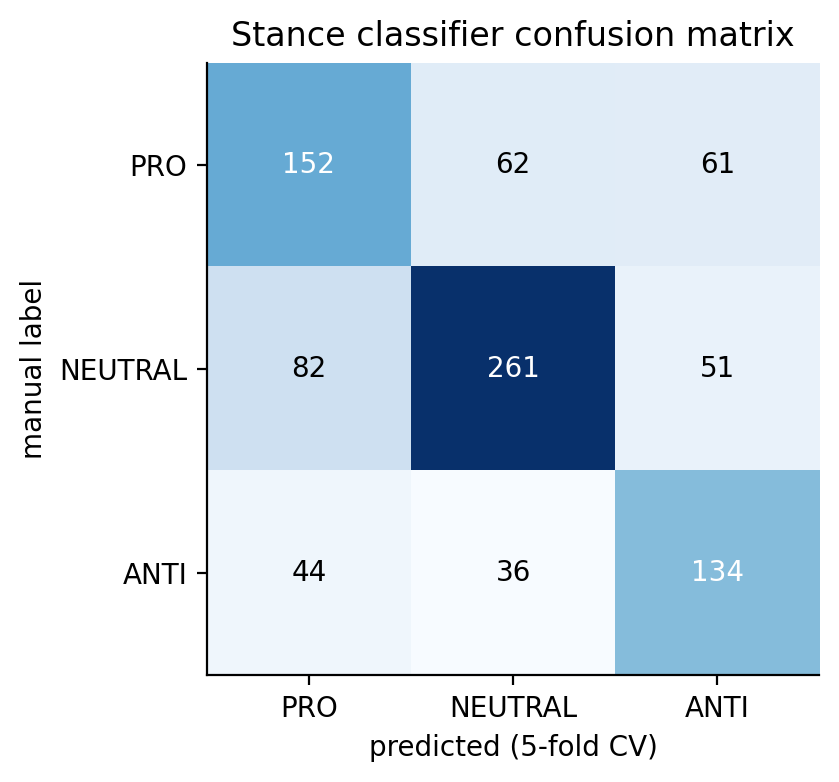 Stance classifier confusion matrix
manual label
PRO 152 62 61
NEUTRAL 82 261 51
ANTI 44 36 134
PRO NEUTRAL ANTI
predicted (5-fold CV)